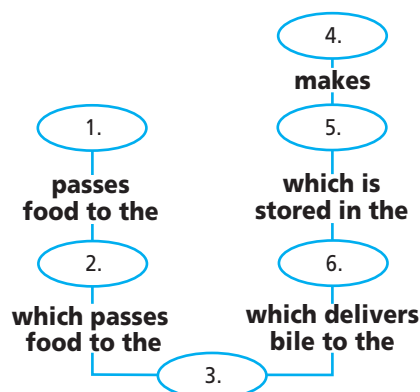 1.
passes
food to the
2.
which passes
food to the
3.
4.
makes
5.
which is
stored in the
6.
which delivers
bile to the